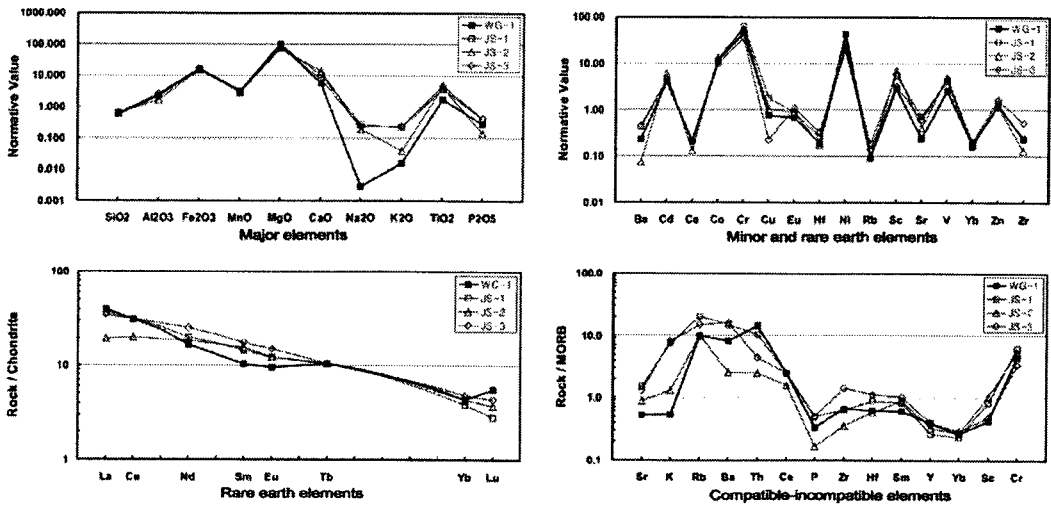 1000.000
100.000
10.000
1.000
0.100
0.010
0.001
Normative Value
WG-1
JS-1
JS-2
JS-3
SiO2 Al2O3 Fe2O3 MnO MgO CaO Na2O K2O TiO2 P2O5
Major elements
100.00
10.00
1.00
0.10
0.01
Normative Value
WG-1
JS-1
JS-2
JS-3
Ba Cd Ce Co Cr Cu Eu Hf Ni Rb Sc Sr V Yb Zn Zr
Minor and rare earth elements
100
10
1
Rock / Chondrite
WG-1
JS-1
JS-2
JS-3
La Ce Nd Sm Eu Tb Yb Lu
Rare earth elements
100.0
10.0
1.0
0.1
Rock / MORB
WG-1
JS-1
JS-2
JS-3
Sr K Rb Ba Th Ce P Zr Hf Sm Y Yb Sc Cr
Compatible-incompatible elements